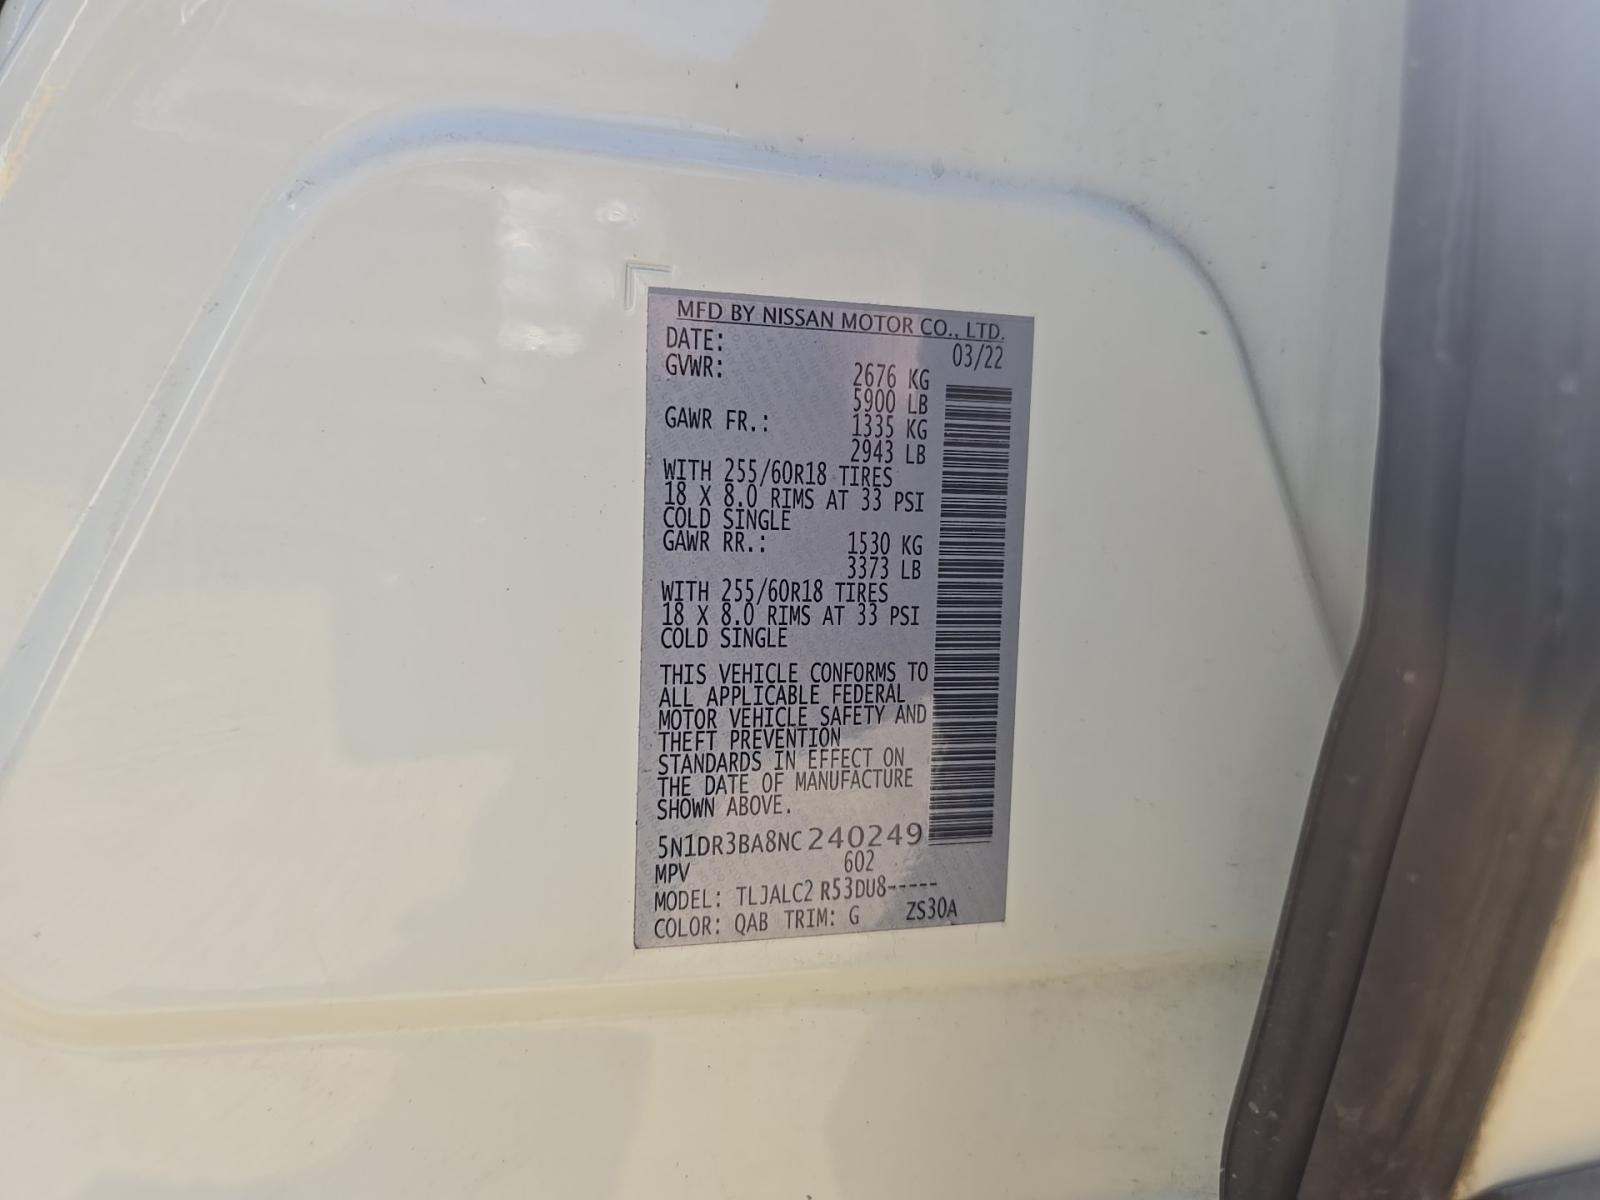 MFD BY NISSAN MOTOR CO., LTD.
DATE: 03/22
GVWR: 2676 KG
5900 LB
GAWR FR.: 1335 KG
2943 LB
WITH 255/60R18 TIRES
18 X 8.0 RIMS AT 33 PSI
COLD SINGLE
GAWR RR.: 1530 KG
3373 LB
WITH 255/60R18 TIRES
18 X 8.0 RIMS AT 33 PSI
COLD SINGLE
THIS VEHICLE CONFORMS TO
ALL APPLICABLE FEDERAL
MOTOR VEHICLE SAFETY AND
THEFT PREVENTION
STANDARDS IN EFFECT ON
THE DATE OF MANUFACTURE
SHOWN ABOVE.
5N1DR3BA8NC240249
MPV 602
MODEL: TLJALC2 R53DU8-----
COLOR: QAB TRIM: G ZS30A